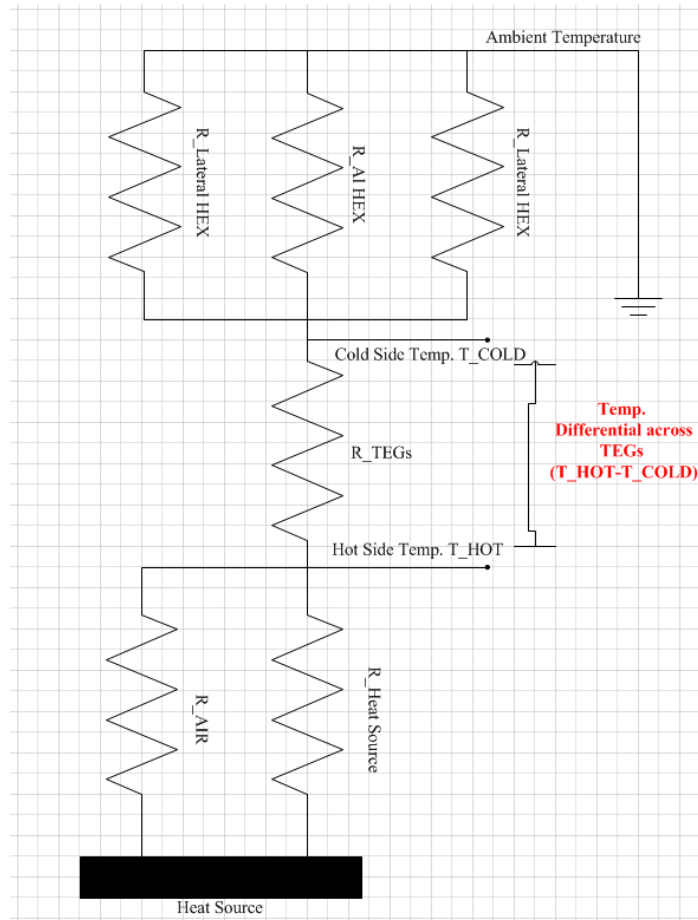 Ambient Temperature
R_Lateral HEX
R_Al HEX
R_Lateral HEX
Cold Side Temp. T_COLD
Temp.
Differential across
TEGs
(T_HOT-T_COLD)
R_TEGs
Hot Side Temp. T_HOT
R_AIR
R_Heat Source
Heat Source